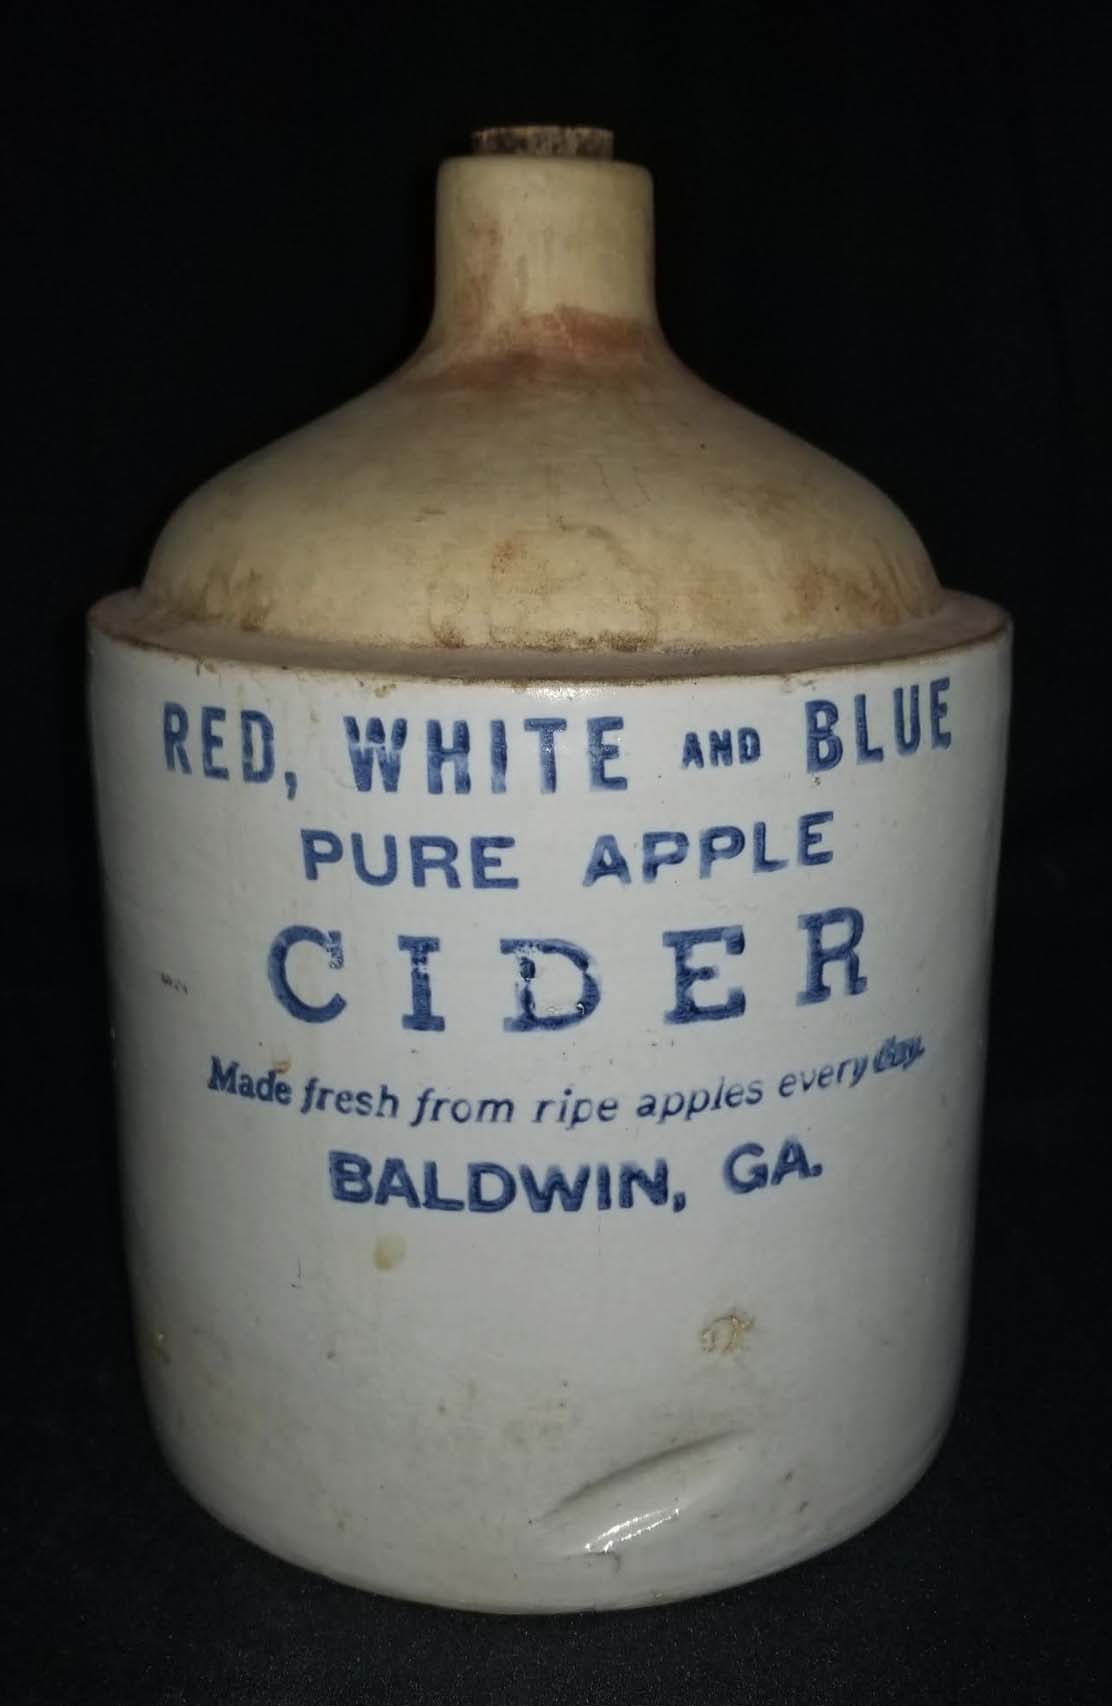 RED, WHITE AND BLUE
PURE APPLE
CIDER
Made fresh from ripe apples every day.
BALDWIN, GA.